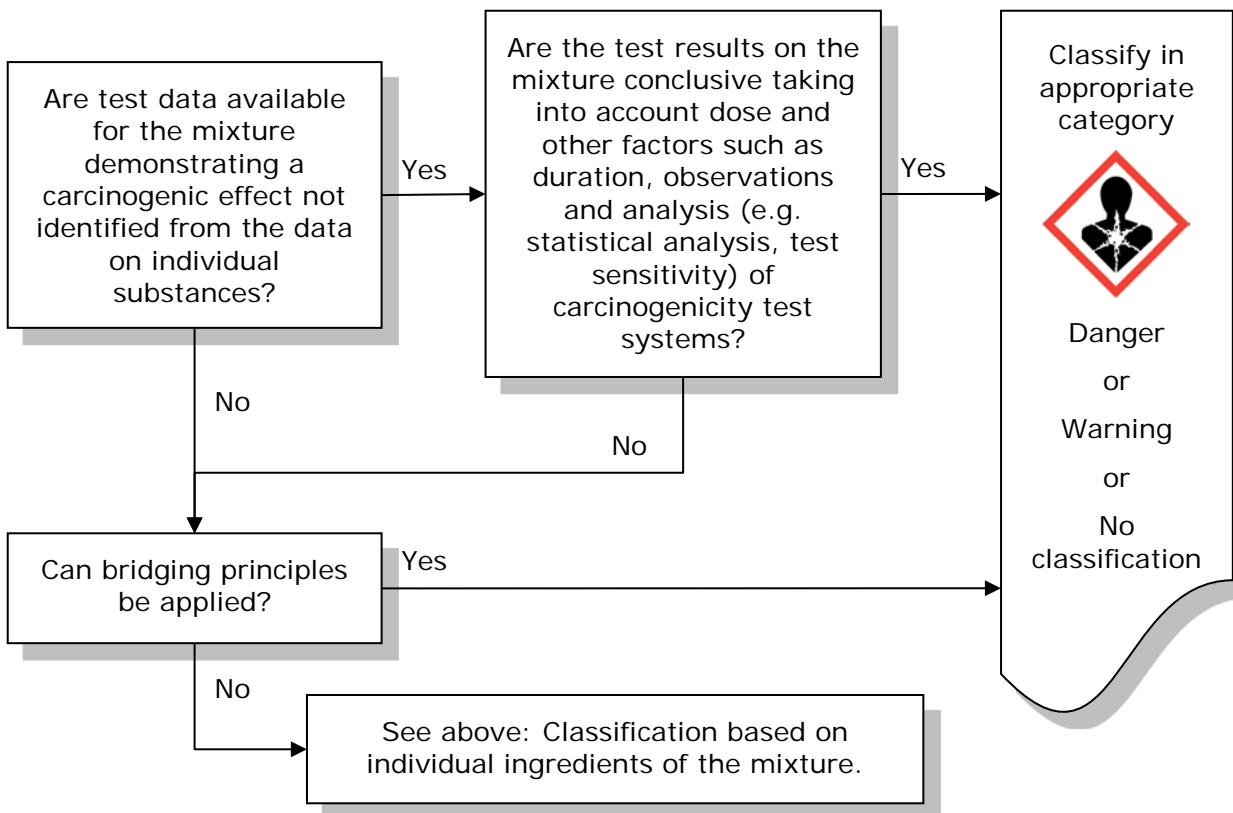 Are test data available
for the mixture
demonstrating a
carcinogenic effect not
identified from the data
on individual
substances?
Yes
Are the test results on the
mixture conclusive taking
into account dose and
other factors such as
duration, observations
and analysis (e.g.
statistical analysis, test
sensitivity) of
carcinogenicity test
systems?
Yes
Classify in
appropriate
category
Danger
or
Warning
or
No
classification
No
No
Can bridging principles
be applied?
Yes
No
See above: Classification based on
individual ingredients of the mixture.